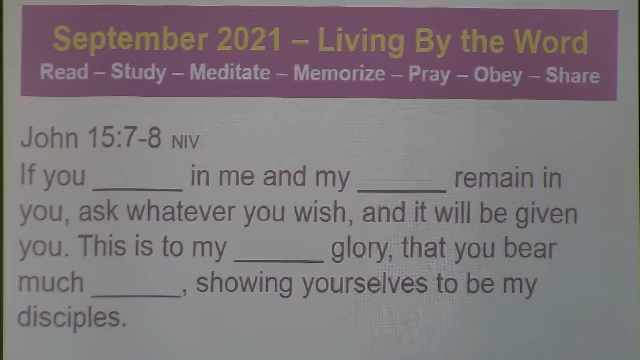 September 2021 – Living By the Word
Read – Study – Meditate – Memorize – Pray – Obey – Share
John 15:7-8 NIV
If you ______ in me and my ______ remain in
you, ask whatever you wish, and it will be given
you. This is to my ______ glory, that you bear
much ______, showing yourselves to be my
disciples.